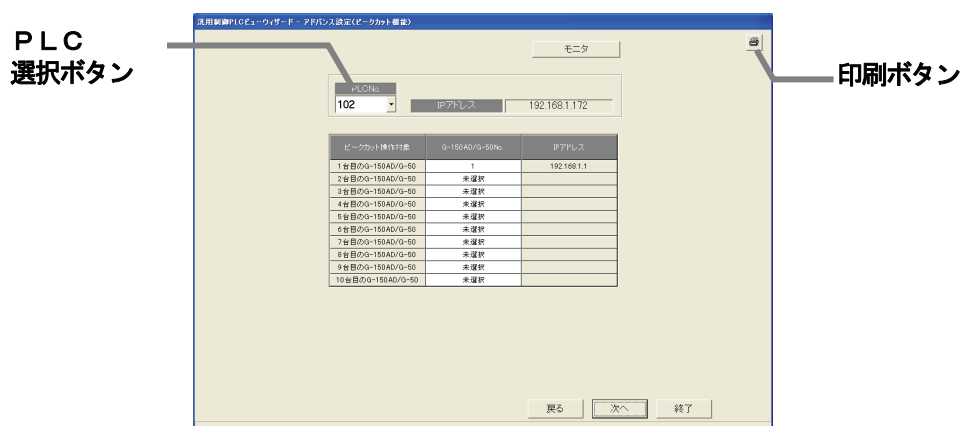 汎用制御PLCビューウィザード - アドバンス設定(ピークカット機能)
PLC
選択ボタン
モニタ
印刷ボタン
PLCNo.
102
IPアドレス 192.168.1.172
ピークカット操作対象 G-150AD/G-50No. IPアドレス
1台目のG-150AD/G-50 1 192.168.1.1
2台目のG-150AD/G-50 未選択
3台目のG-150AD/G-50 未選択
4台目のG-150AD/G-50 未選択
5台目のG-150AD/G-50 未選択
6台目のG-150AD/G-50 未選択
7台目のG-150AD/G-50 未選択
8台目のG-150AD/G-50 未選択
9台目のG-150AD/G-50 未選択
10台目のG-150AD/G-50 未選択
戻る 次へ 終了